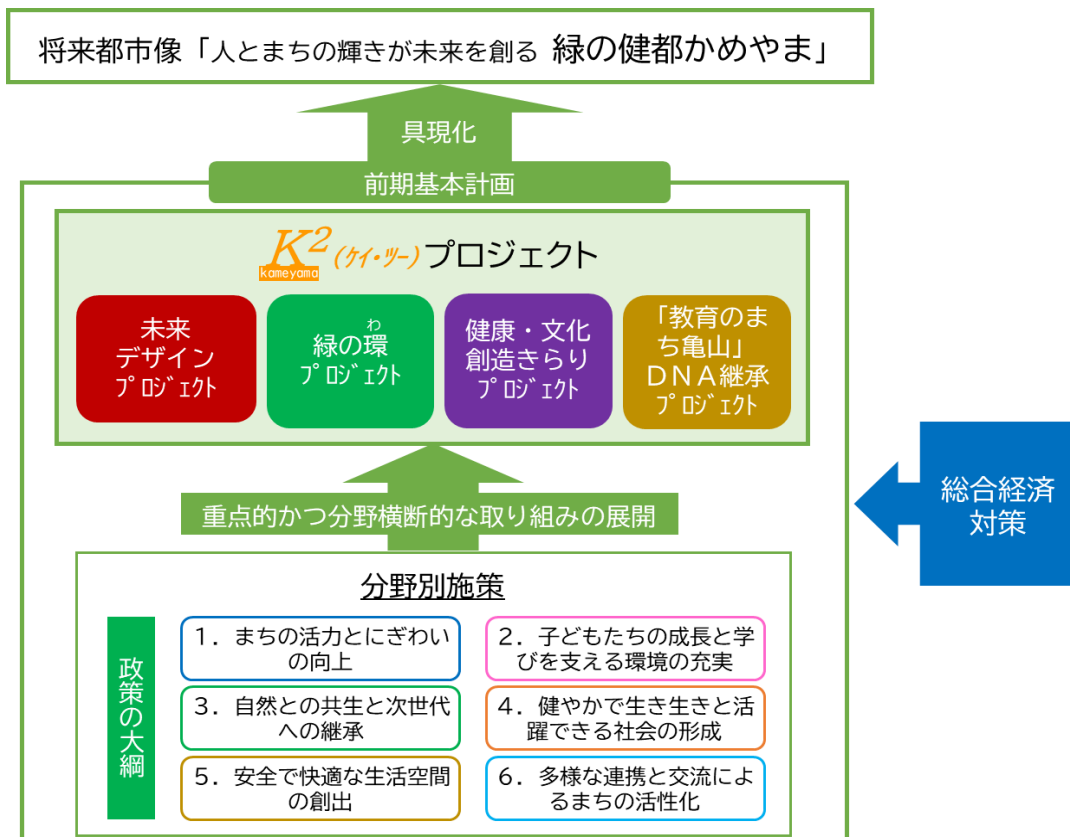 将来都市像「人とまちの輝きが未来を創る 緑の健都かめやま」
具現化
前期基本計画
K²(ケイ・ツー)プロジェクト
kameyama
未来
デザイン
プロジェクト
わ
緑の環
プロジェクト
健康・文化
創造きらり
プロジェクト
「教育のま
ち亀山」
DNA継承
プロジェクト
重点的かつ分野横断的な取り組みの展開
総合経済
対策
分野別施策
政策の大綱
1.まちの活力とにぎわい
の向上
2.子どもたちの成長と学
びを支える環境の充実
3.自然との共生と次世代
への継承
4.健やかで生き生きと活
躍できる社会の形成
5.安全で快適な生活空間
の創出
6.多様な連携と交流によ
るまちの活性化